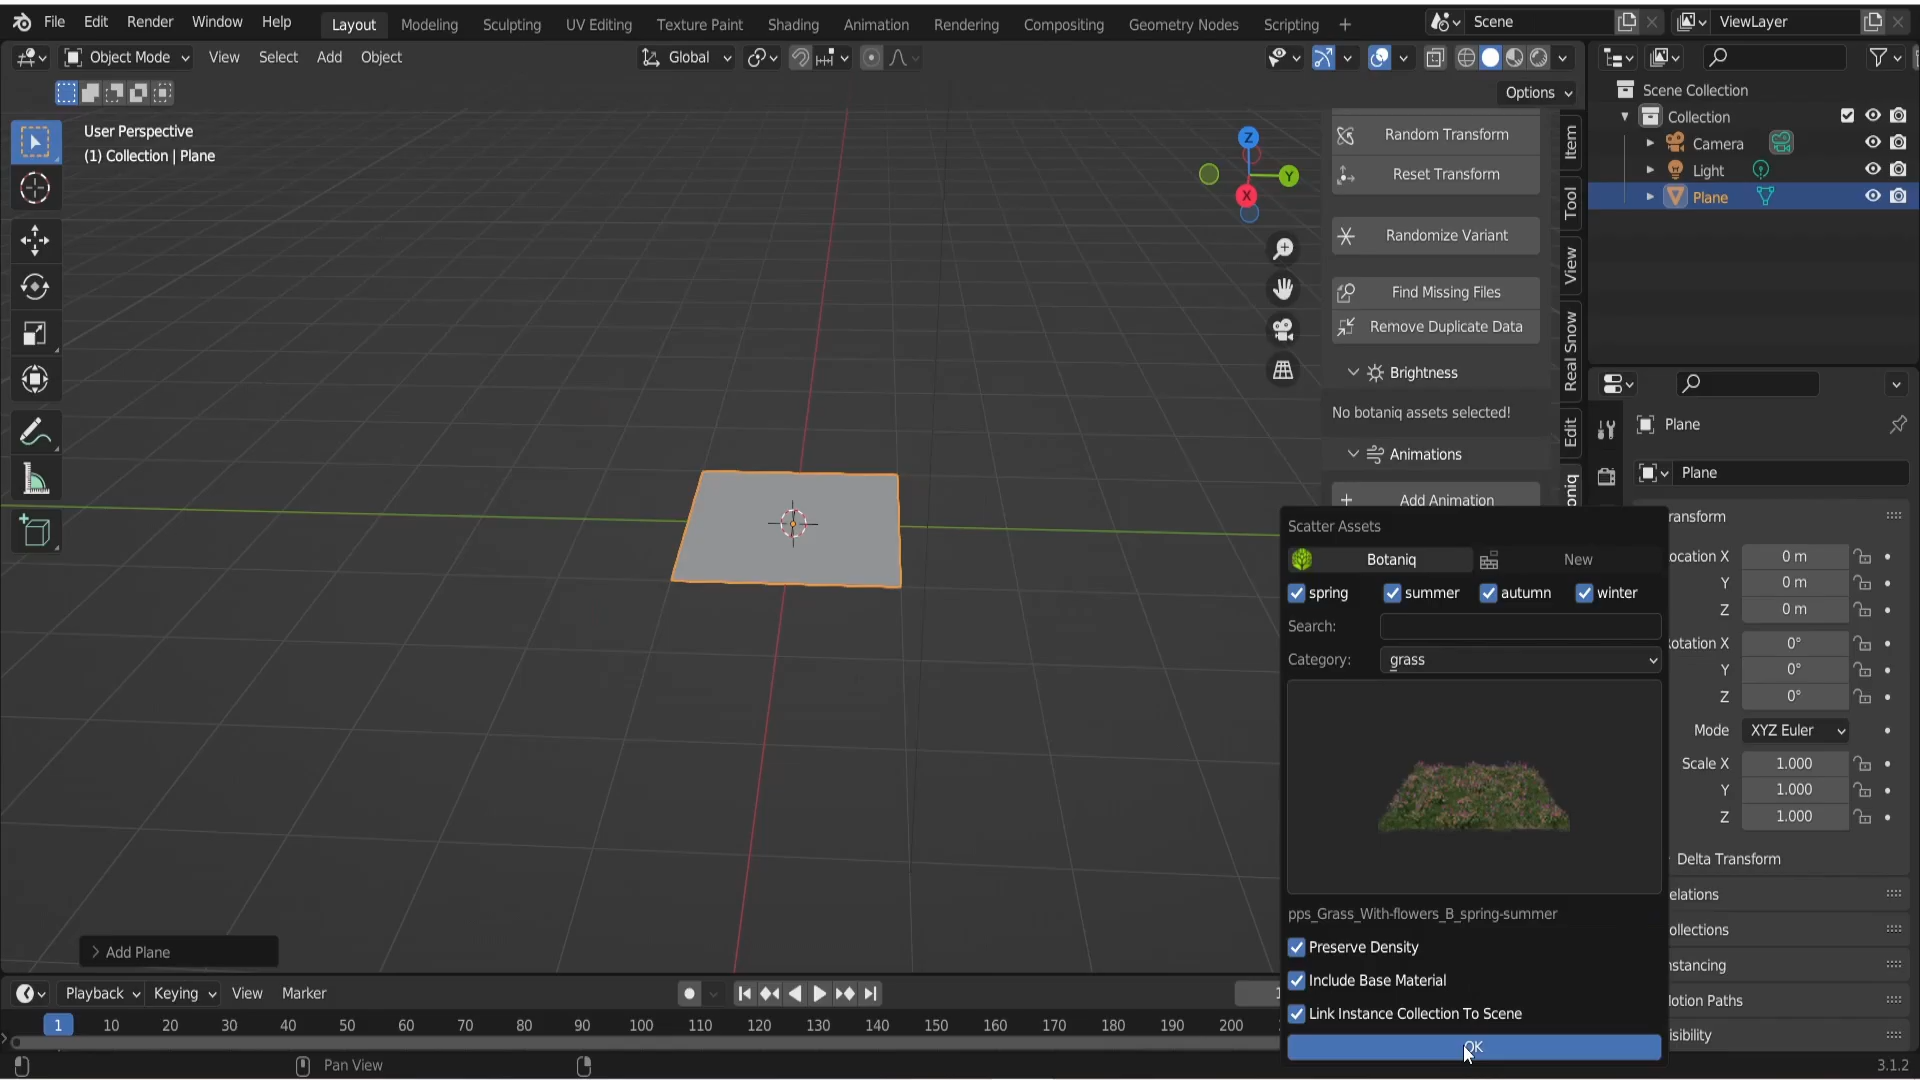 File Edit Render Window Help Layout Modeling Sculpting UV Editing Texture Paint Shading Animation Rendering Compositing Geometry Nodes Scripting + Scene ViewLayer
Object Mode View Select Add Object Global
Options
User Perspective
(1) Collection | Plane
Z
Y
X
Random Transform
Reset Transform
Randomize Variant
Find Missing Files
Remove Duplicate Data
Brightness
No botaniq assets selected!
Animations
Add Animation
Item
Tool
View
Real Snow
Edit
oniq
Scene Collection
Collection
Camera
Light
Plane
Plane
Plane
ransform
ocation X 0 m
Y 0 m
Z 0 m
otation X 0°
Y 0°
Z 0°
Mode XYZ Euler
Scale X 1.000
Y 1.000
Z 1.000
Delta Transform
elations
ollections
nstancing
lotion Paths
isibility
Scatter Assets
Botaniq New
spring summer autumn winter
Search:
Category: grass
pps_Grass_With-flowers_B_spring-summer
Preserve Density
Include Base Material
Link Instance Collection To Scene
OK
Add Plane
Playback Keying View Marker 1
1 10 20 30 40 50 60 70 80 90 100 110 120 130 140 150 160 170 180 190 200
Pan View 3.1.2